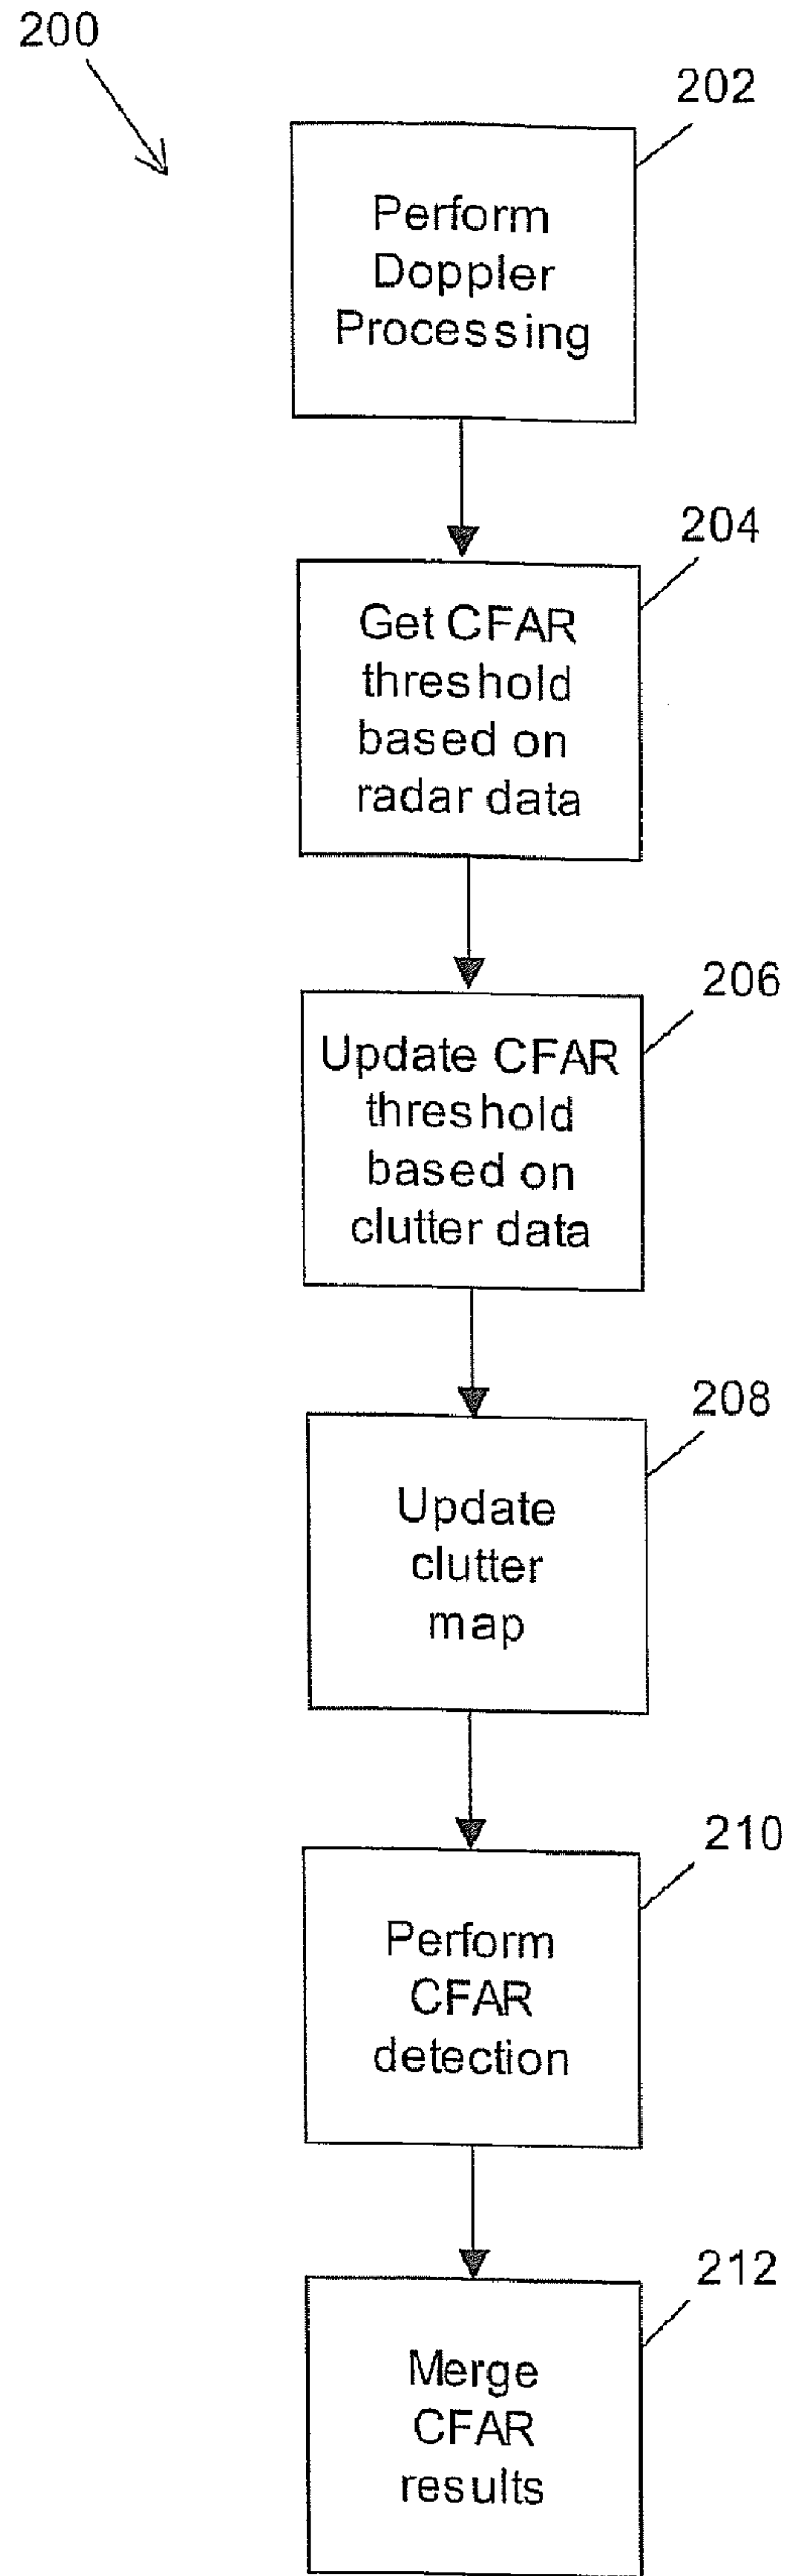 200
202
Perform
Doppler
Processing
204
Get CFAR
threshold
based on
radar data
206
Update CFAR
threshold
based on
clutter data
208
Update
clutter
map
210
Perform
CFAR
detection
212
Merge
CFAR
results